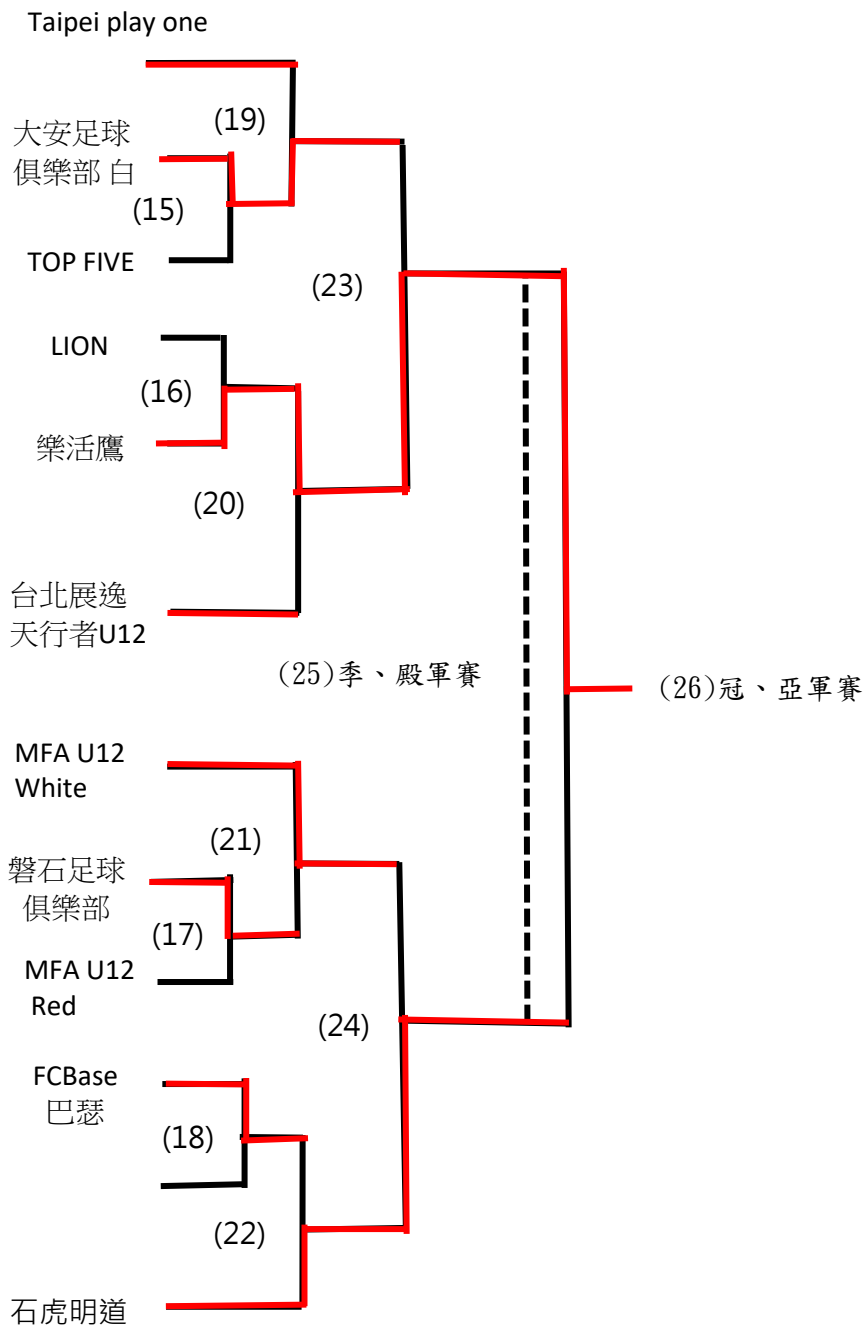 Taipei play one
(19)
大安足球
俱樂部 白
(15)
TOP FIVE
(23)
LION
(16)
樂活鷹
(20)
台北展逸
天行者U12
(25)季、殿軍賽
(26)冠、亞軍賽
MFA U12
White
(21)
磐石足球
俱樂部
(17)
MFA U12
Red
(24)
FCBase
巴瑟
(18)
(22)
石虎明道